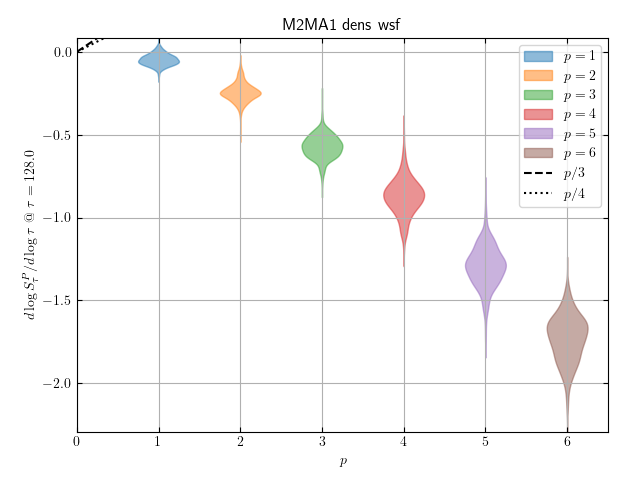 M2MA1 dens wsf
d log S_τ^P / d log τ @ τ = 128.0
0.0
−0.5
−1.0
−1.5
−2.0
0 1 2 3 4 5 6
p
p = 1
p = 2
p = 3
p = 4
p = 5
p = 6
p/3
p/4